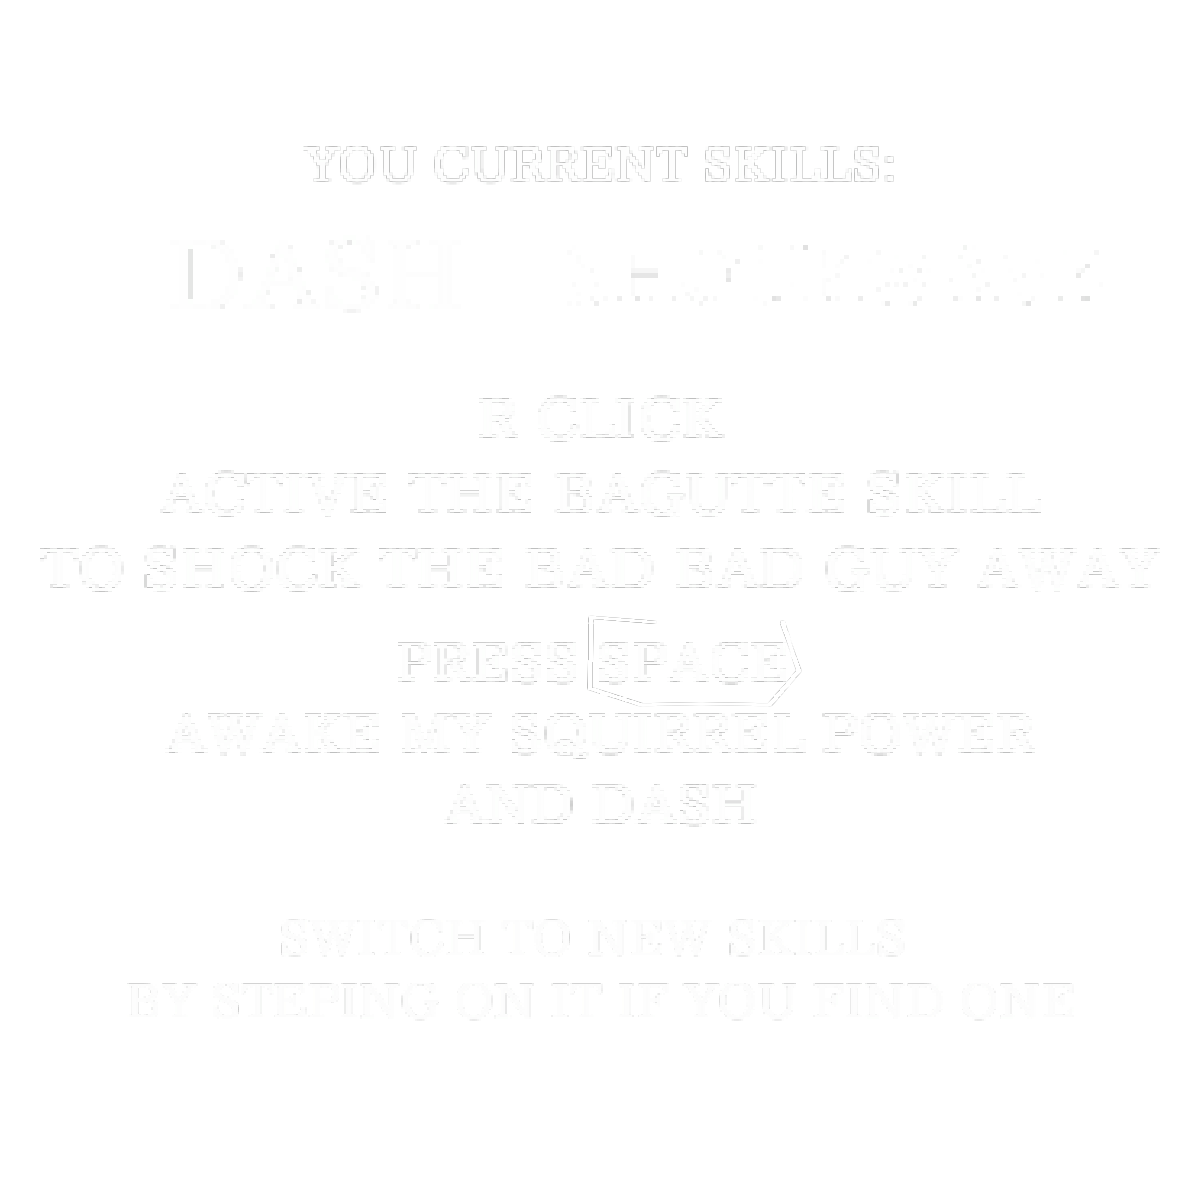 YOU CURRENT SKILLS:
DASH
R CLICK
ACTIVE THE BAGUTTE SKILL
TO SHOCK THE BAD BAD GUY AWAY
PRESS SPACE
AWAKE MY SQUIRREL POWER
AND DASH
SWITCH TO NEW SKILLS
BY STEPING ON IT IF YOU FIND ONE